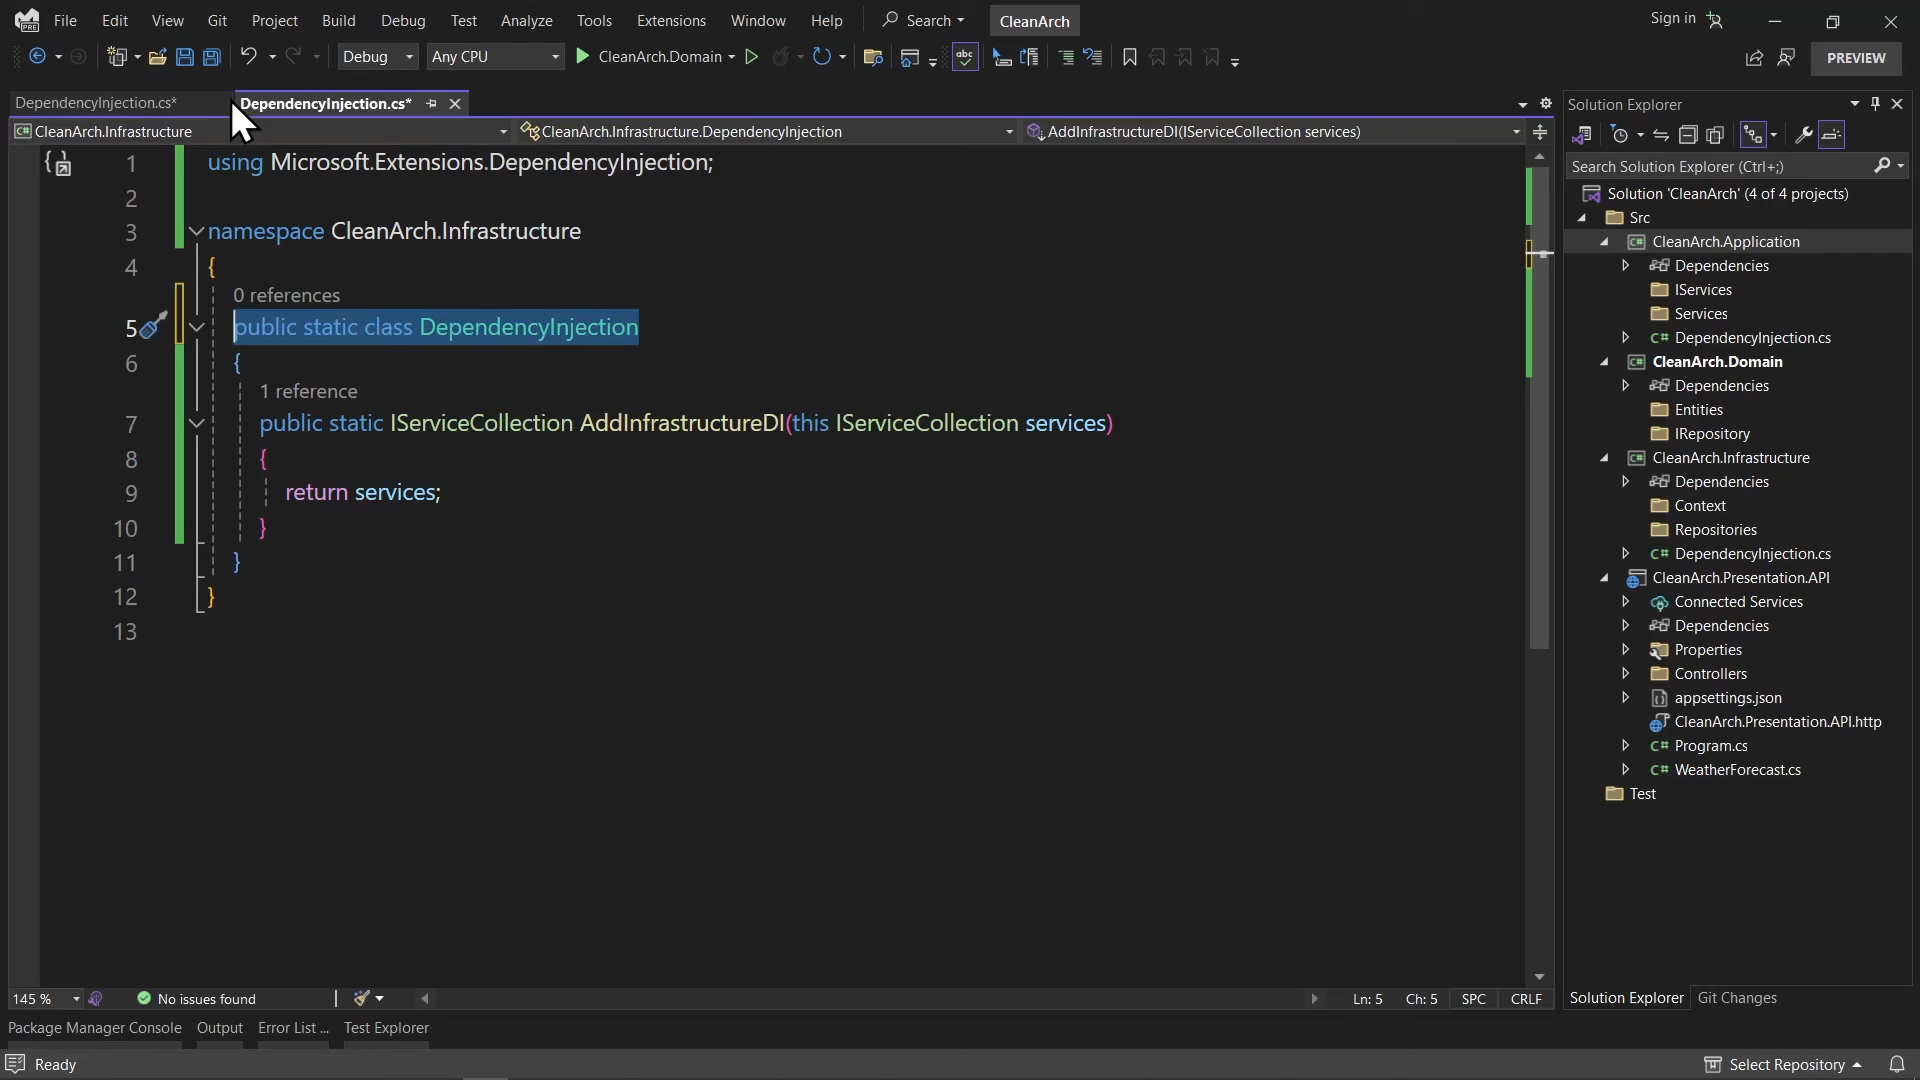 File Edit View Git Project Build Debug Test Analyze Tools Extensions Window Help Search CleanArch Sign in
Debug Any CPU CleanArch.Domain PREVIEW
DependencyInjection.cs* DependencyInjection.cs*
CleanArch.Infrastructure CleanArch.Infrastructure.DependencyInjection AddInfrastructureDI(IServiceCollection services)
1 using Microsoft.Extensions.DependencyInjection;
2
3 namespace CleanArch.Infrastructure
4 {
0 references
5 public static class DependencyInjection
6 {
1 reference
7 public static IServiceCollection AddInfrastructureDI(this IServiceCollection services)
8 {
9 return services;
10 }
11 }
12 }
13
145 % No issues found Ln: 5 Ch: 5 SPC CRLF
Solution Explorer
Search Solution Explorer (Ctrl+;)
Solution 'CleanArch' (4 of 4 projects)
Src
CleanArch.Application
Dependencies
IServices
Services
DependencyInjection.cs
CleanArch.Domain
Dependencies
Entities
IRepository
CleanArch.Infrastructure
Dependencies
Context
Repositories
DependencyInjection.cs
CleanArch.Presentation.API
Connected Services
Dependencies
Properties
Controllers
appsettings.json
CleanArch.Presentation.API.http
Program.cs
WeatherForecast.cs
Test
Solution Explorer Git Changes
Package Manager Console Output Error List ... Test Explorer
Ready Select Repository